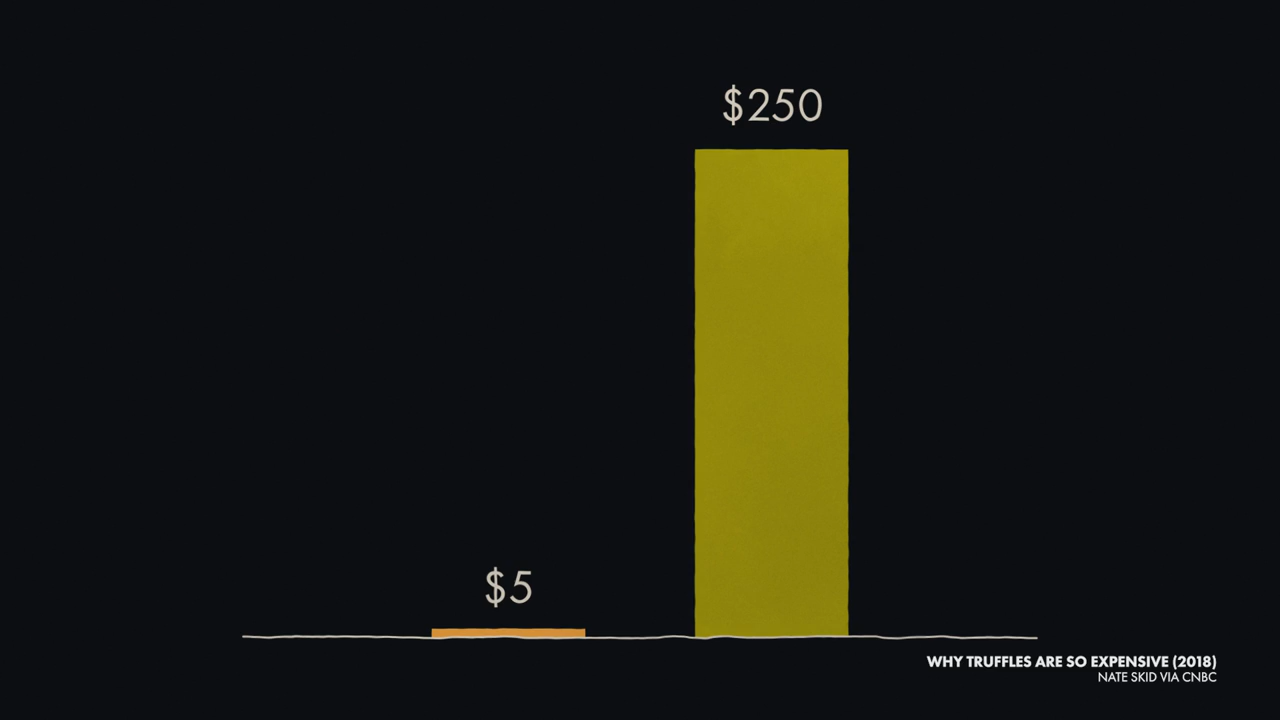 $250
$5
WHY TRUFFLES ARE SO EXPENSIVE (2018)
NATE SKID VIA CNBC